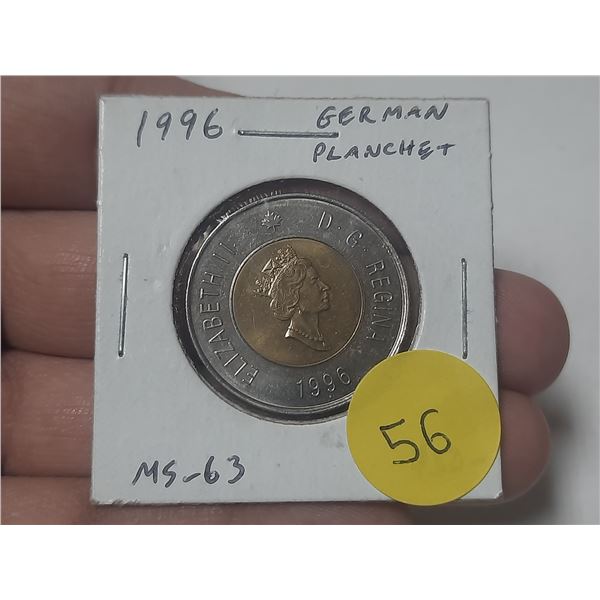 1996 GERMAN
PLANCHET
ELIZABETH II D·G·REGINA
1996
56
MS-63